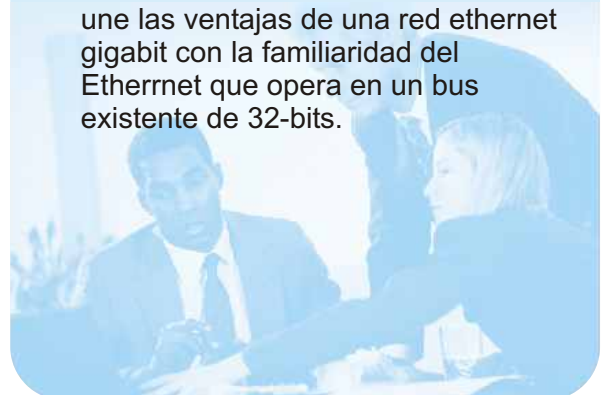 une las ventajas de una red ethernet
gigabit con la familiaridad del
Etherrnet que opera en un bus
existente de 32-bits.